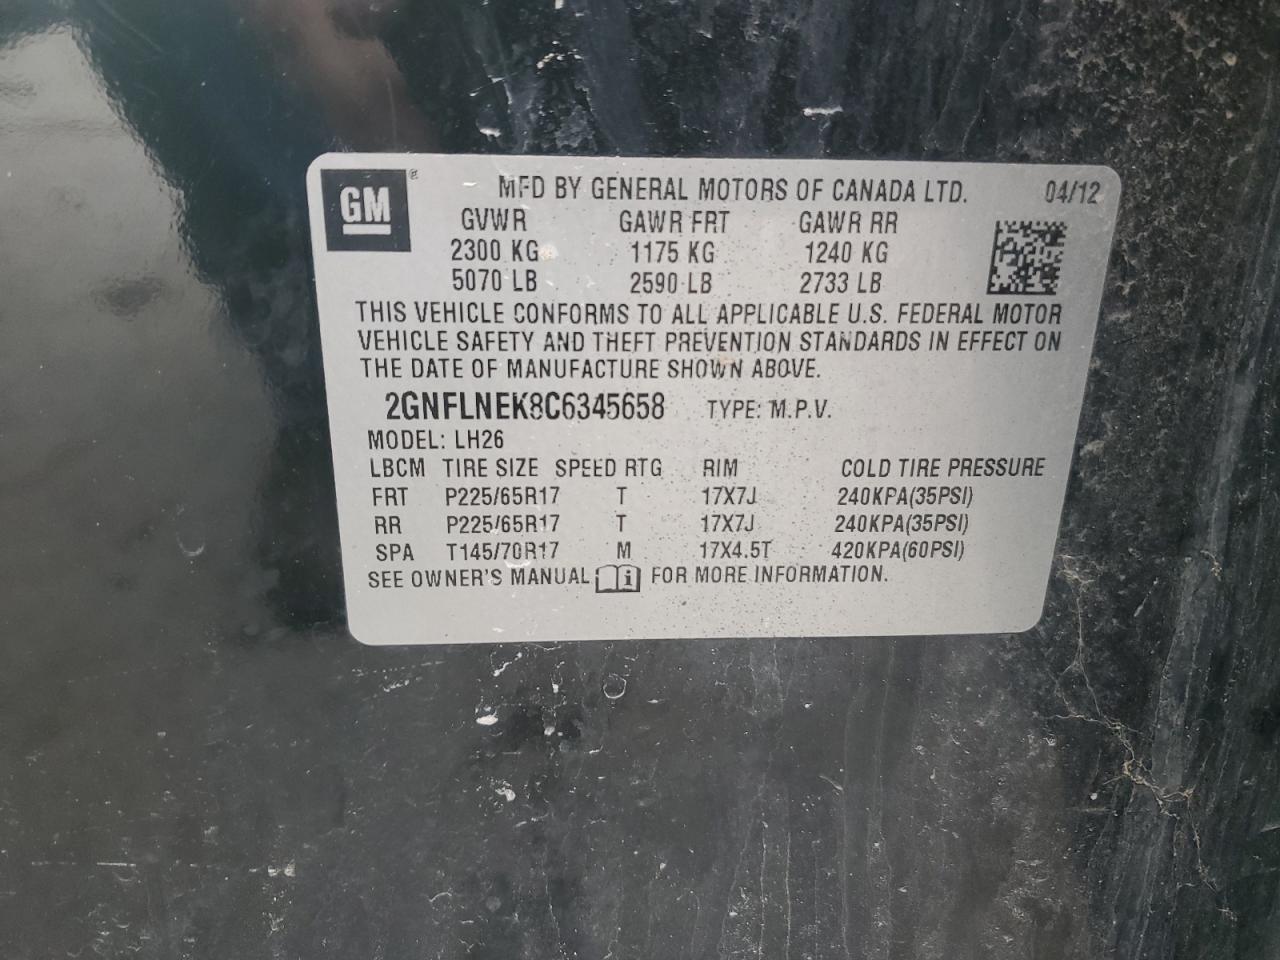 GM® MFD BY GENERAL MOTORS OF CANADA LTD. 04/12
GVWR GAWR FRT GAWR RR
2300 KG 1175 KG 1240 KG
5070 LB 2590 LB 2733 LB
THIS VEHICLE CONFORMS TO ALL APPLICABLE U.S. FEDERAL MOTOR
VEHICLE SAFETY AND THEFT PREVENTION STANDARDS IN EFFECT ON
THE DATE OF MANUFACTURE SHOWN ABOVE.
2GNFLNEK8C6345658 TYPE: M.P.V.
MODEL: LH26
LBCM TIRE SIZE SPEED RTG RIM COLD TIRE PRESSURE
FRT P225/65R17 T 17X7J 240KPA(35PSI)
RR P225/65R17 T 17X7J 240KPA(35PSI)
SPA T145/70R17 M 17X4.5T 420KPA(60PSI)
SEE OWNER'S MANUAL i FOR MORE INFORMATION.